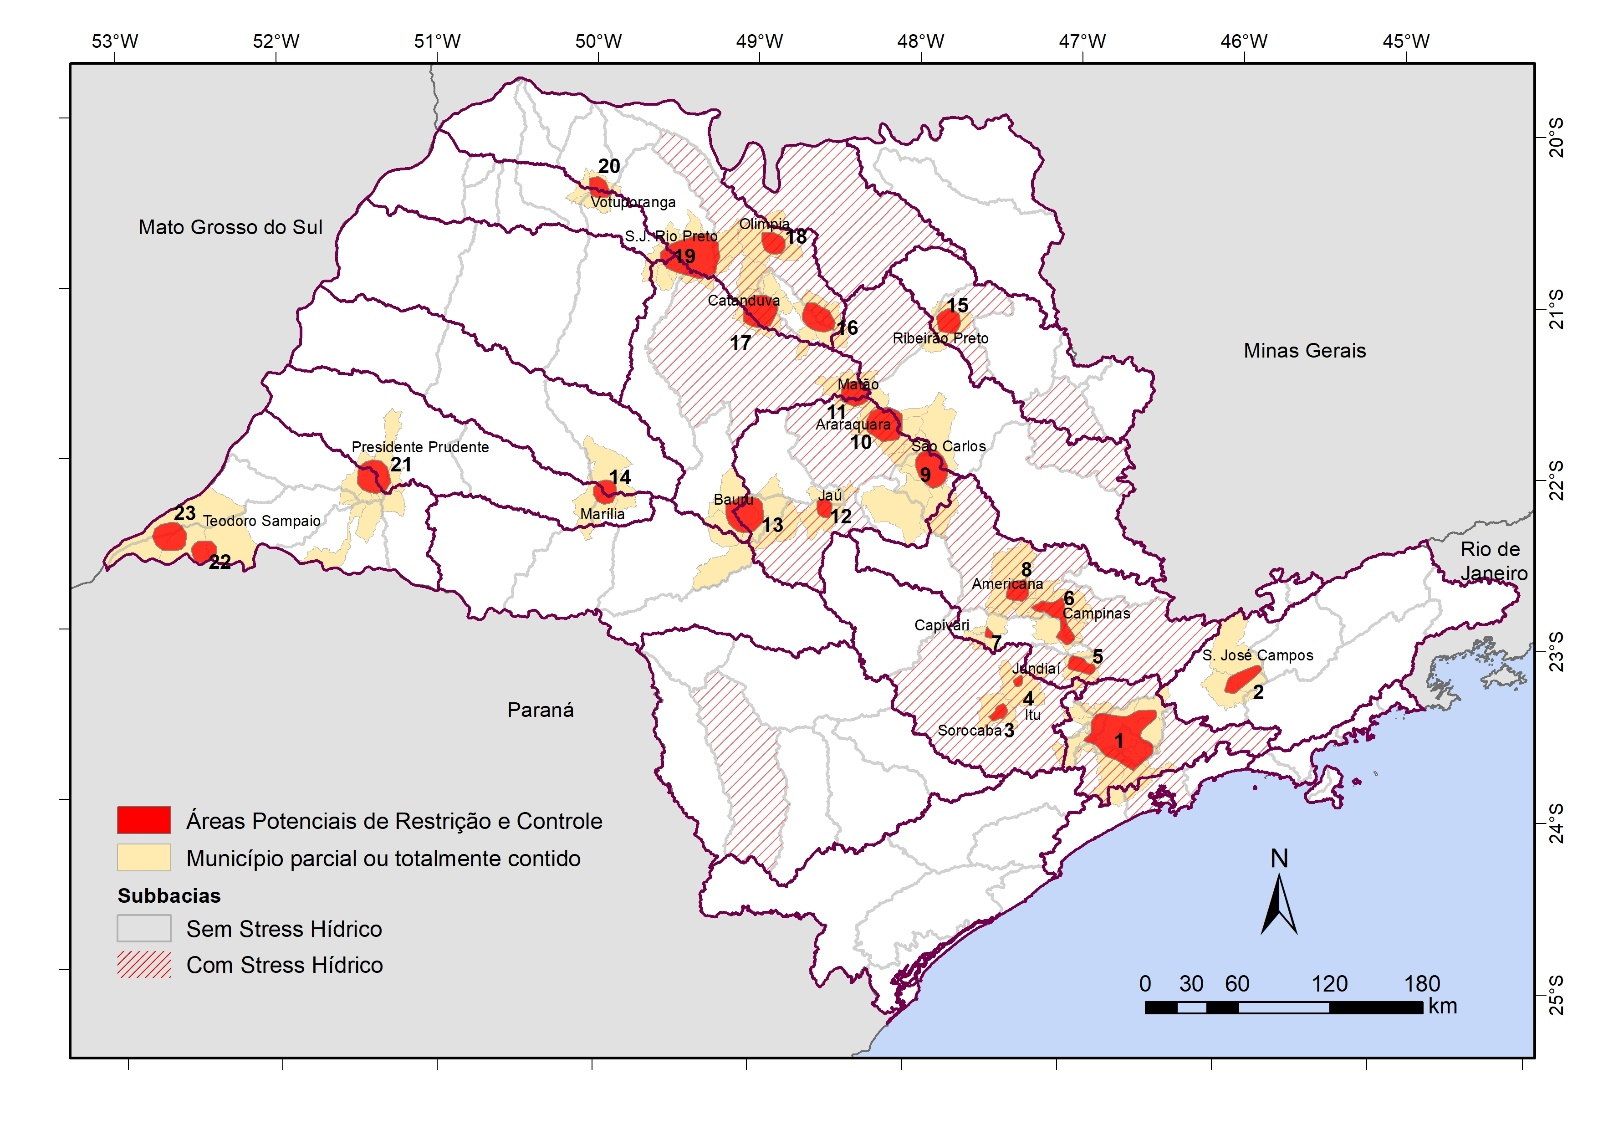 53°W 52°W 51°W 50°W 49°W 48°W 47°W 46°W 45°W
20°S
20
Votuporanga
Mato Grosso do Sul
Olimpia
18
S.J. Rio Preto
19
21°S
Catanduva
15
16
17
Ribeirão Preto
Minas Gerais
Matão
11
Araraquara
10
São Carlos
9
Presidente Prudente
21
22°S
14
Marília
Bauru
13
Jaú
12
23
Teodoro Sampaio
22
Rio de
Janeiro
8
Americana
6
Campinas
Capivari
7
5
23°S
S. José Campos
2
Jundiaí
4
Itu
Sorocaba 3
Paraná
1
24°S
Áreas Potenciais de Restrição e Controle
Município parcial ou totalmente contido
Subbacias
Sem Stress Hídrico
Com Stress Hídrico
N
0 30 60 120 180
km
25°S